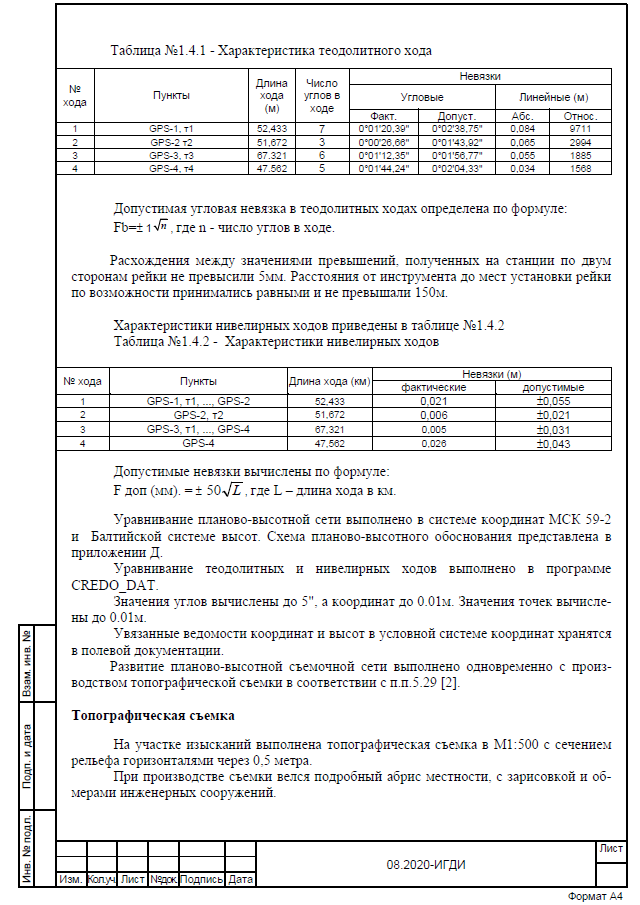 Таблица №1.4.1 - Характеристика теодолитного хода
№ хода Пункты Длина хода (м) Число углов в ходе Невязки
Угловые Линейные (м)
Факт. Допуст. Абс. Относ.
1 GPS-1, т1 52,433 7 0°01'20,39" 0°02'38,75" 0,084 9711
2 GPS-2 т2 51,672 3 0°00'26,66" 0°01'43,92" 0,065 2994
3 GPS-3, т3 67.321 6 0°01'12,35" 0°01'56,77" 0,055 1885
4 GPS-4, т4 47.562 5 0°01'44,24" 0°02'04,33" 0,034 1568
Допустимая угловая невязка в теодолитных ходах определена по формуле:
Fb=± 1√n , где n - число углов в ходе.
Расхождения между значениями превышений, полученных на станции по двум
сторонам рейки не превысили 5мм. Расстояния от инструмента до мест установки рейки
по возможности принимались равными и не превышали 150м.
Характеристики нивелирных ходов приведены в таблице №1.4.2
Таблица №1.4.2 - Характеристики нивелирных ходов
№ хода Пункты Длина хода (км) Невязки (м)
фактические допустимые
1 GPS-1, т1, ..., GPS-2 52,433 0,021 ±0,055
2 GPS-2, т2 51,672 0,006 ±0,021
3 GPS-3, т1, ..., GPS-4 67,321 0,005 ±0,031
4 GPS-4 47,562 0,026 ±0,043
Допустимые невязки вычислены по формуле:
F доп (мм). = ± 50√L , где L – длина хода в км.
Уравнивание планово-высотной сети выполнено в системе координат МСК 59-2
и Балтийской системе высот. Схема планово-высотного обоснования представлена в
приложении Д.
Уравнивание теодолитных и нивелирных ходов выполнено в программе
CREDO_DAT.
Значения углов вычислены до 5", а координат до 0.01м. Значения точек вычисле-
ны до 0.01м.
Увязанные ведомости координат и высот в условной системе координат хранятся
в полевой документации.
Развитие планово-высотной съемочной сети выполнено одновременно с произ-
водством топографической съемки в соответствии с п.п.5.29 [2].
Топографическая съемка
На участке изысканий выполнена топографическая съемка в М1:500 с сечением
рельефа горизонталями через 0,5 метра.
При производстве съемки велся подробный абрис местности, с зарисовкой и об-
мерами инженерных сооружений.
Взам. инв. №
Подп. и дата
Инв. № подл.
Изм. Кол.уч. Лист №док. Подпись Дата
08.2020-ИГДИ
Лист
Формат А4